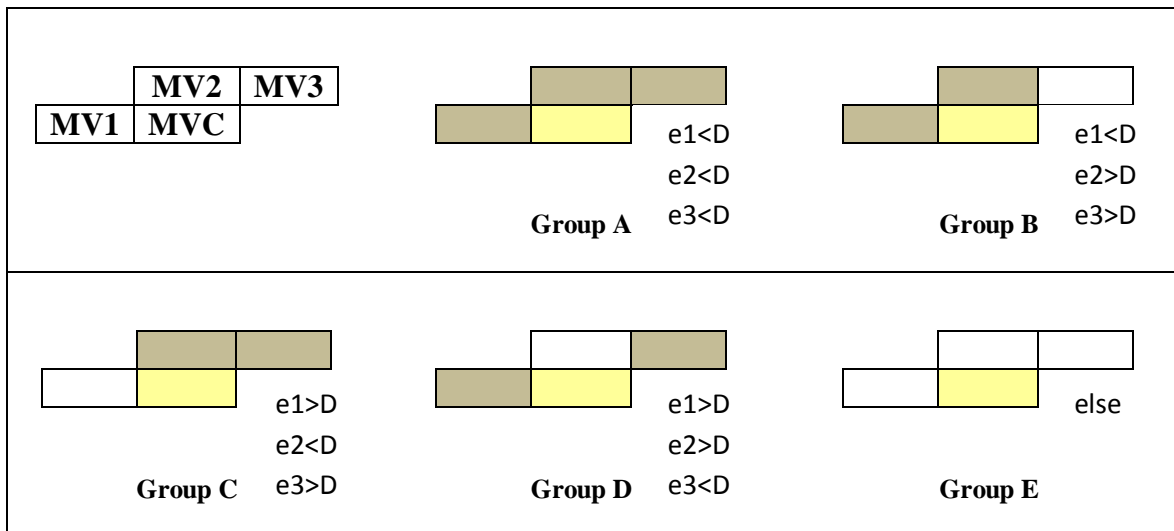 MV2 MV3
MV1 MVC
e1<D
e2<D
e3<D
Group A
e1<D
e2>D
e3>D
Group B
e1>D
e2<D
e3>D
Group C
e1>D
e2>D
e3<D
Group D
else
Group E